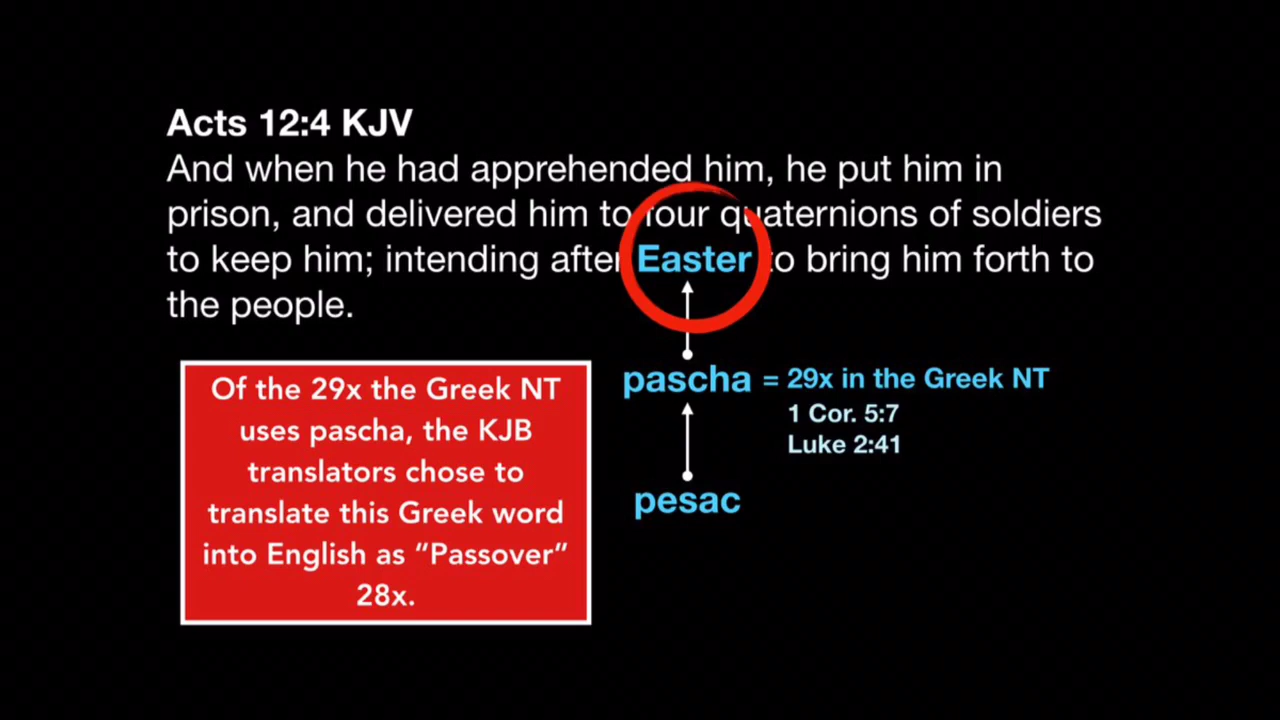 Acts 12:4 KJV
And when he had apprehended him, he put him in
prison, and delivered him to four quaternions of soldiers
to keep him; intending after Easter to bring him forth to
the people.
Of the 29x the Greek NT
uses pascha, the KJB
translators chose to
translate this Greek word
into English as “Passover”
28x.
pascha = 29x in the Greek NT
1 Cor. 5:7
Luke 2:41
pesac